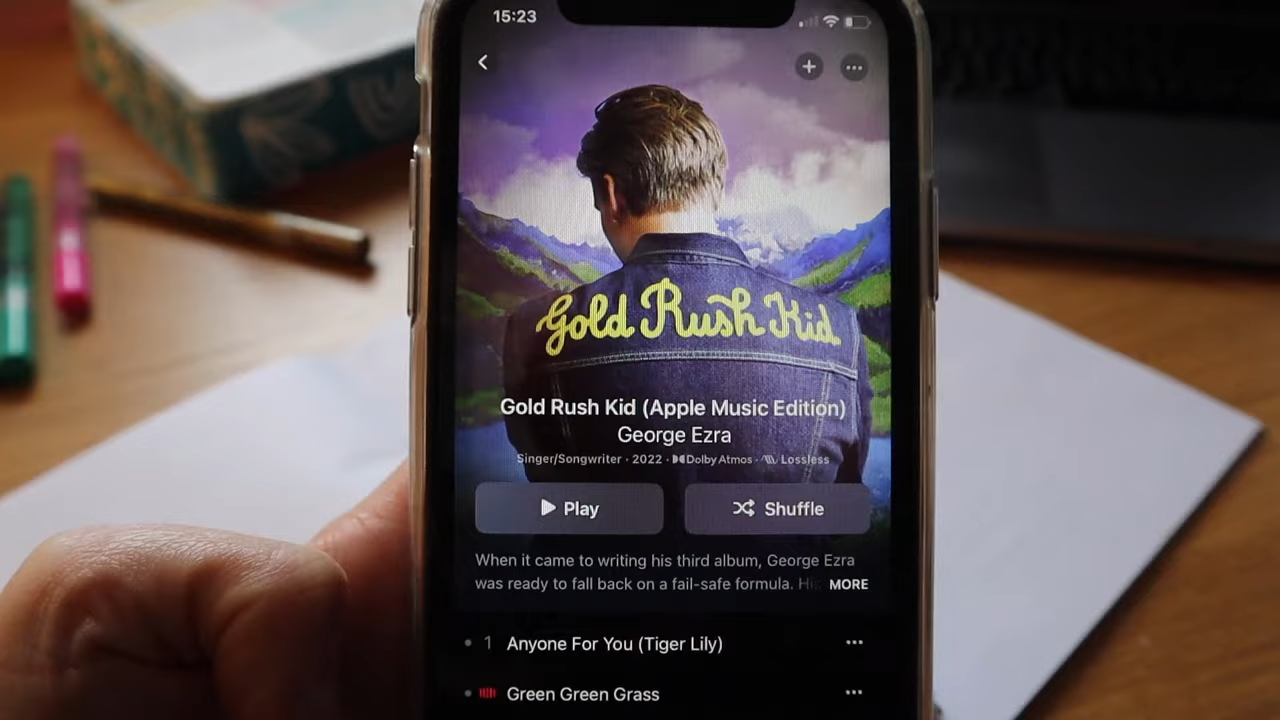 15:23
Gold Rush Kid
Gold Rush Kid (Apple Music Edition)
George Ezra
Singer/Songwriter · 2022 · Dolby Atmos · Lossless
Play
Shuffle
When it came to writing his third album, George Ezra
was ready to fall back on a fail-safe formula. Hi MORE
1 Anyone For You (Tiger Lily)
Green Green Grass